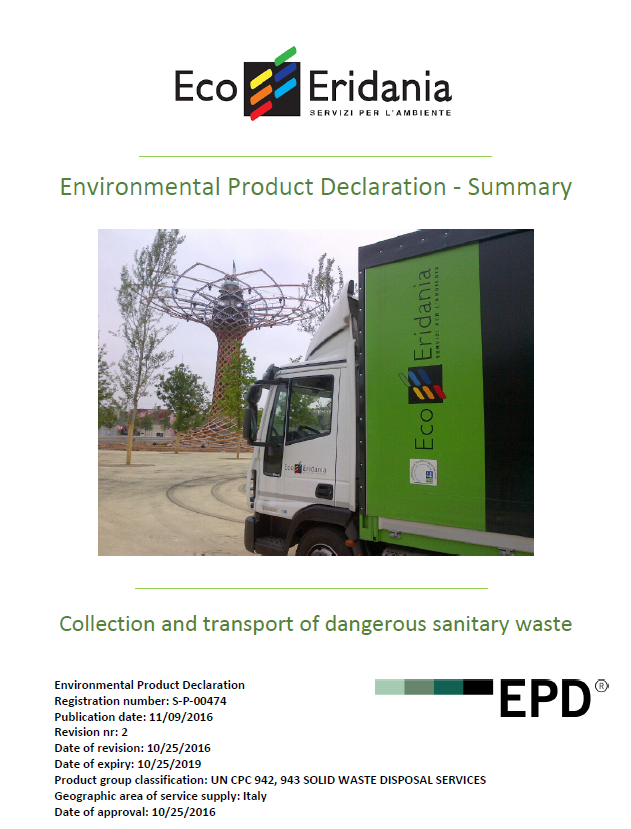 Eco Eridania
SERVIZI PER L'AMBIENTE
Environmental Product Declaration - Summary
Eco Eridania
SERVIZI PER L'AMBIENTE
Eco Eridania
Collection and transport of dangerous sanitary waste
Environmental Product Declaration
Registration number: S-P-00474
Publication date: 11/09/2016
Revision nr: 2
Date of revision: 10/25/2016
Date of expiry: 10/25/2019
Product group classification: UN CPC 942, 943 SOLID WASTE DISPOSAL SERVICES
Geographic area of service supply: Italy
Date of approval: 10/25/2016
EPD®